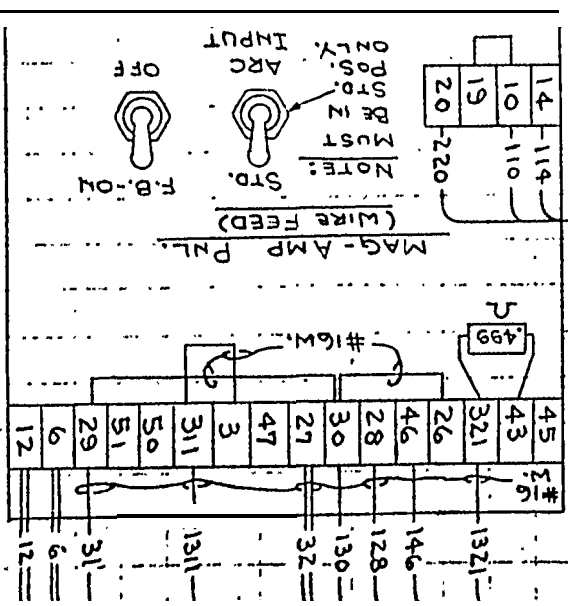 1321 146 128 130 32 1311 31 6 12
#16
45 43 321 26 46 28 30 27 47 3 311 50 51 29 6 12
#16W.
.499
Ω
MAG-AMP PNL.
(WIRE FEED)
NOTE:
MUST
BE IN
STD.
POS.
ONLY.
STD.
ARC
INPUT
F.B.-ON
OFF
114 110 220
14 10 19 20